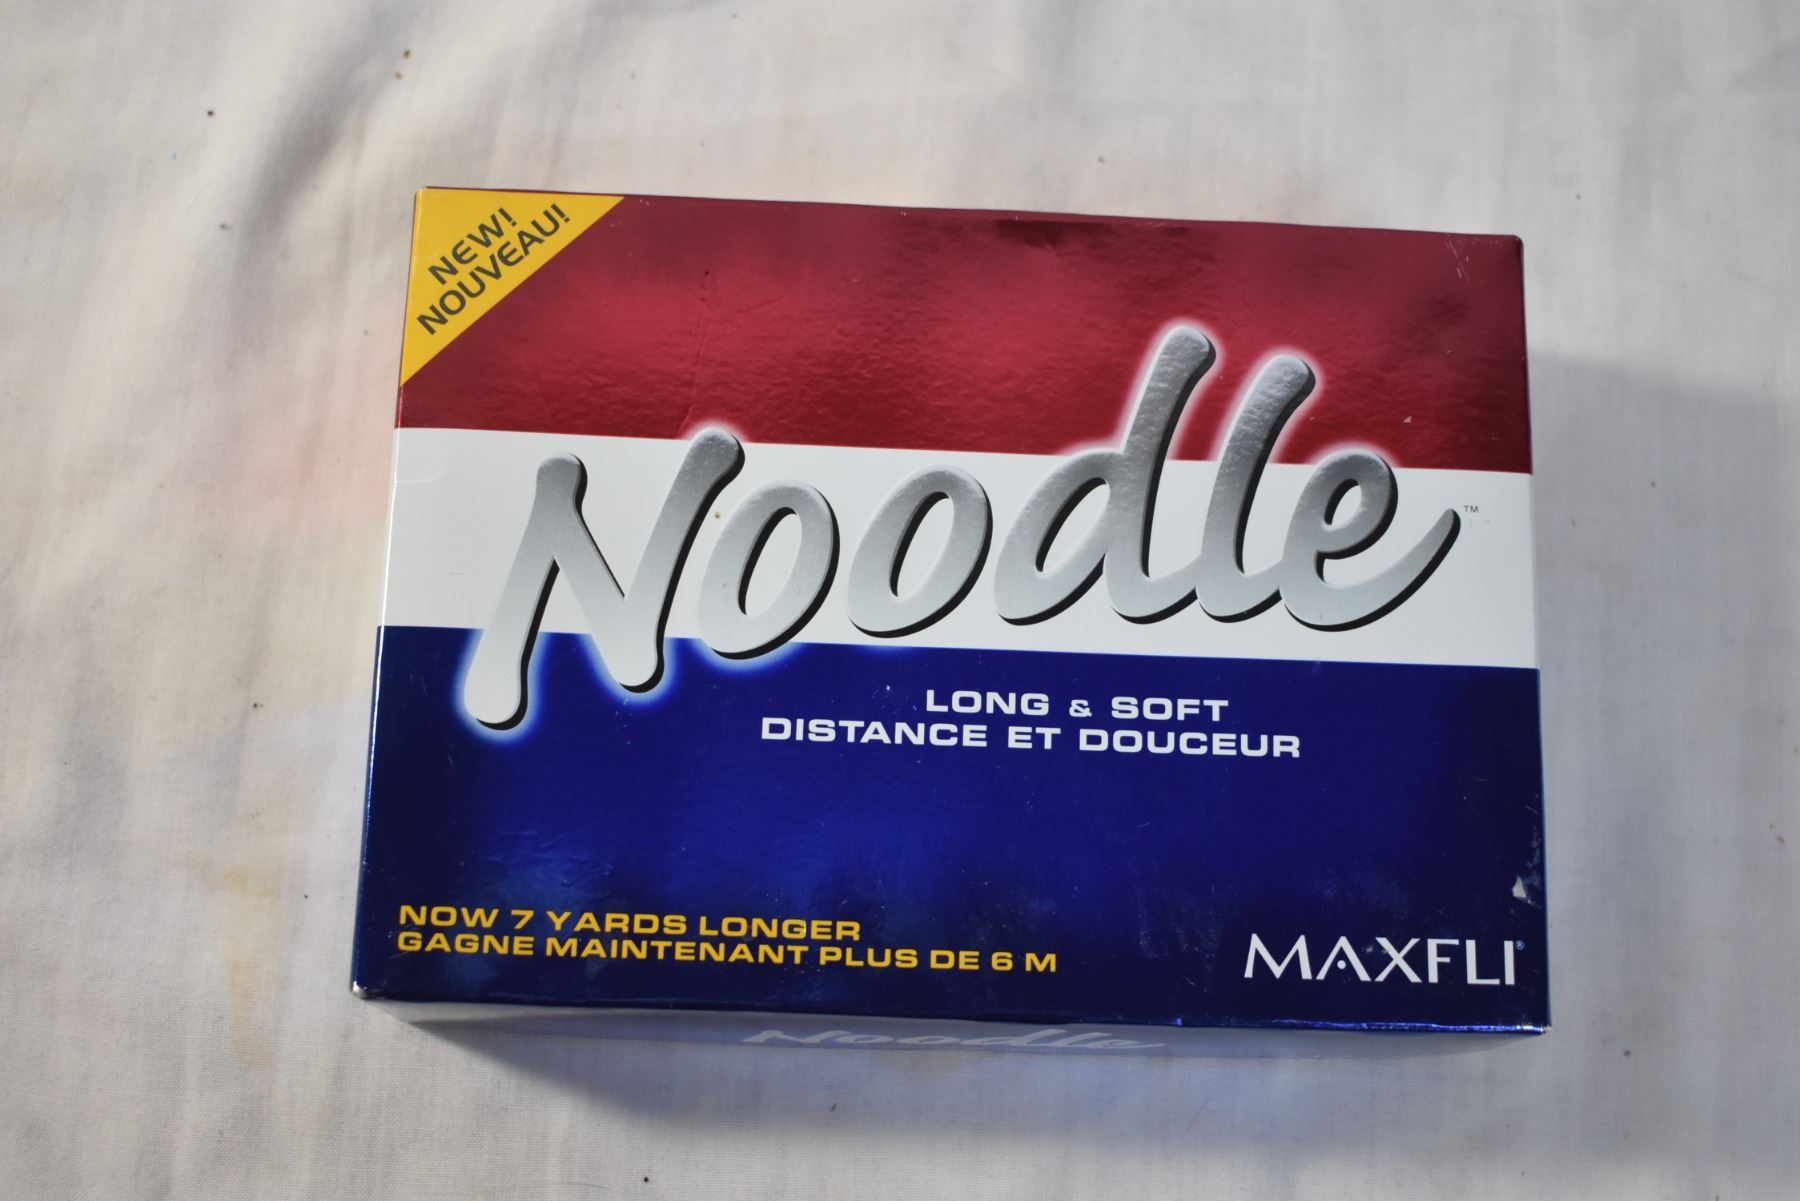 NEW!
NOUVEAU!
Noodle™
LONG & SOFT
DISTANCE ET DOUCEUR
NOW 7 YARDS LONGER
GAGNE MAINTENANT PLUS DE 6 M
MAXFLI®
Noodle